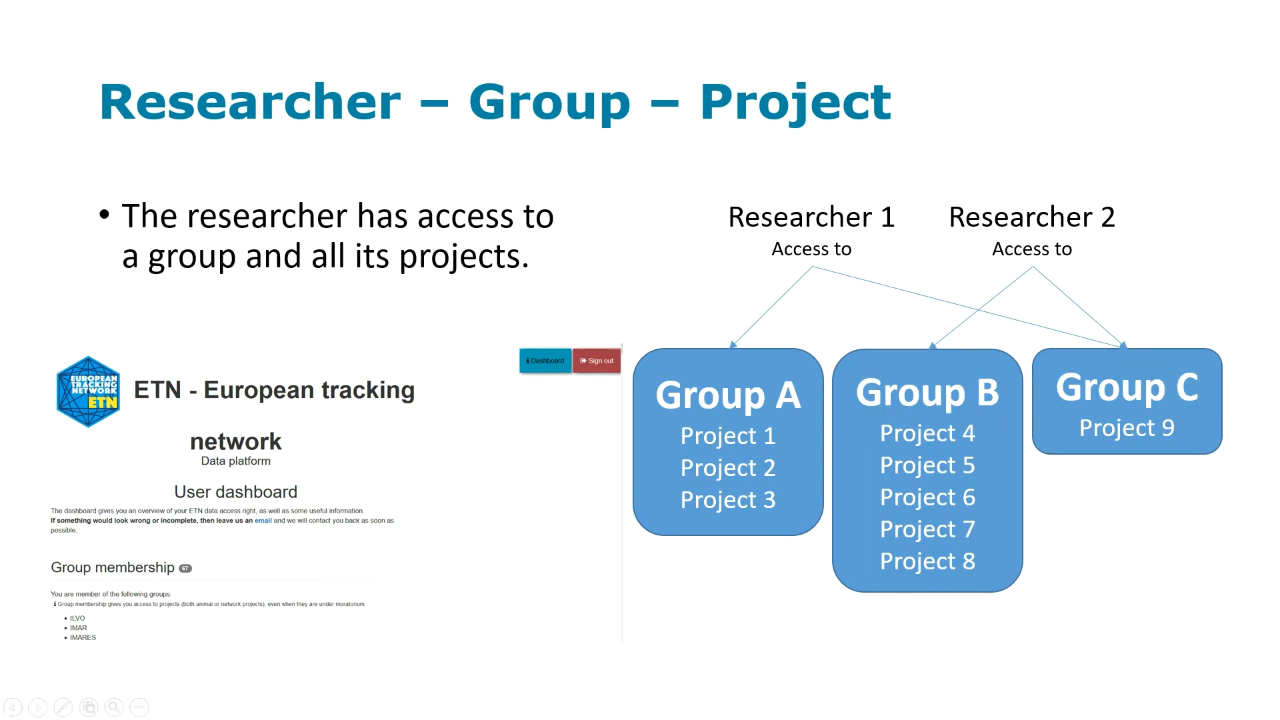 Researcher – Group – Project
• The researcher has access to
a group and all its projects.
Researcher 1
Access to
Researcher 2
Access to
Group A
Project 1
Project 2
Project 3
Group B
Project 4
Project 5
Project 6
Project 7
Project 8
Group C
Project 9
Dashboard
Sign out
EUROPEAN
TRACKING
NETWORK
ETN
ETN - European tracking
network
Data platform
User dashboard
The dashboard gives you an overview of your ETN data access right, as well as some useful information.
If something would look wrong or incomplete, then leave us an email and we will contact you back as soon as
possible.
Group membership 67
You are member of the following groups:
Group membership gives you access to projects (both animal or network projects), even when they are under moratorium
• ILVO
• IMAR
• IMARES